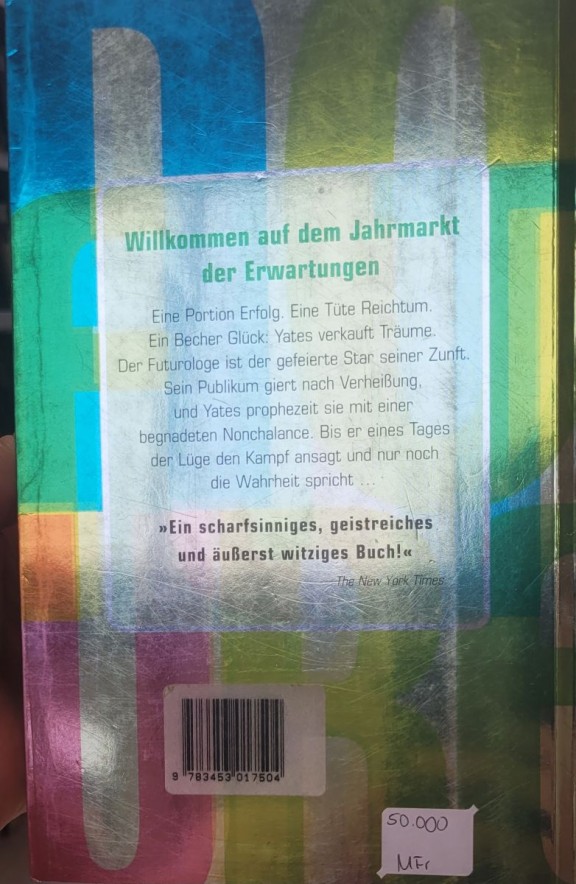 Willkommen auf dem Jahrmarkt
der Erwartungen
Eine Portion Erfolg. Eine Tüte Reichtum.
Ein Becher Glück: Yates verkauft Träume.
Der Futurologe ist der gefeierte Star seiner Zunft.
Sein Publikum giert nach Verheißung,
und Yates prophezeit sie mit einer
begnadeten Nonchalance. Bis er eines Tages
der Lüge den Kampf ansagt und nur noch
die Wahrheit spricht ...
»Ein scharfsinniges, geistreiches
und äußerst witziges Buch!«
The New York Times
9 783453 017504
50.000
MFr